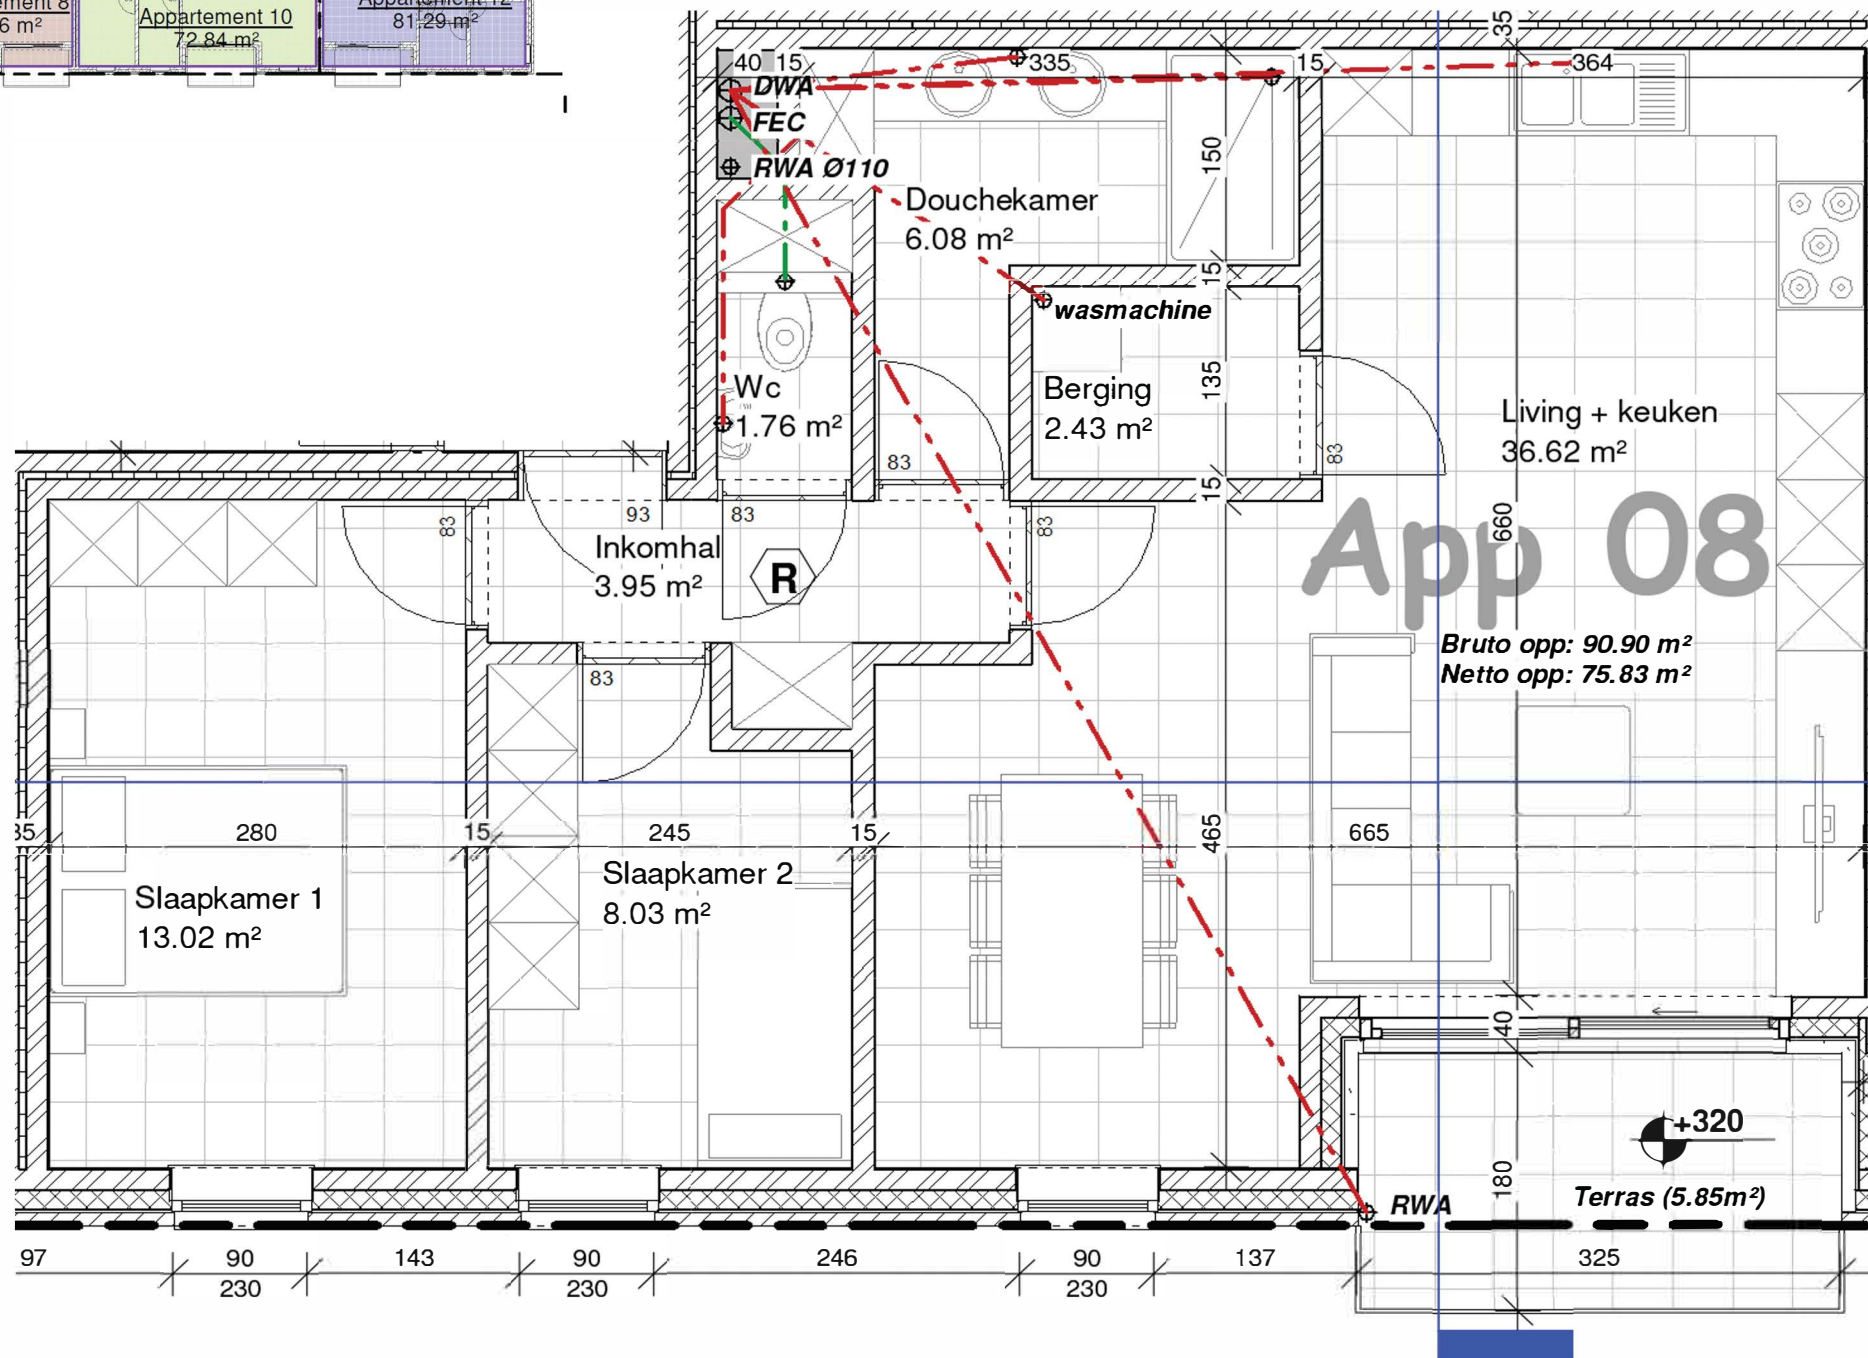 Appartement 10
72.84 m²
81.29 m²
35
40
15
335
15
364
DWA
FEC
RWA Ø110
150
Douchekamer
6.08 m²
15
wasmachine
Wc
1.76 m²
135
Berging
2.43 m²
Living + keuken
36.62 m²
83
83
15
83
93
83
83
660
App 08
Inkomhal
3.95 m²
R
Bruto opp: 90.90 m²
Netto opp: 75.83 m²
83
280
15
245
15
465
665
Slaapkamer 1
13.02 m²
Slaapkamer 2
8.03 m²
40
+320
180
Terras (5.85m²)
RWA
97
90
143
90
246
90
137
325
230
230
230